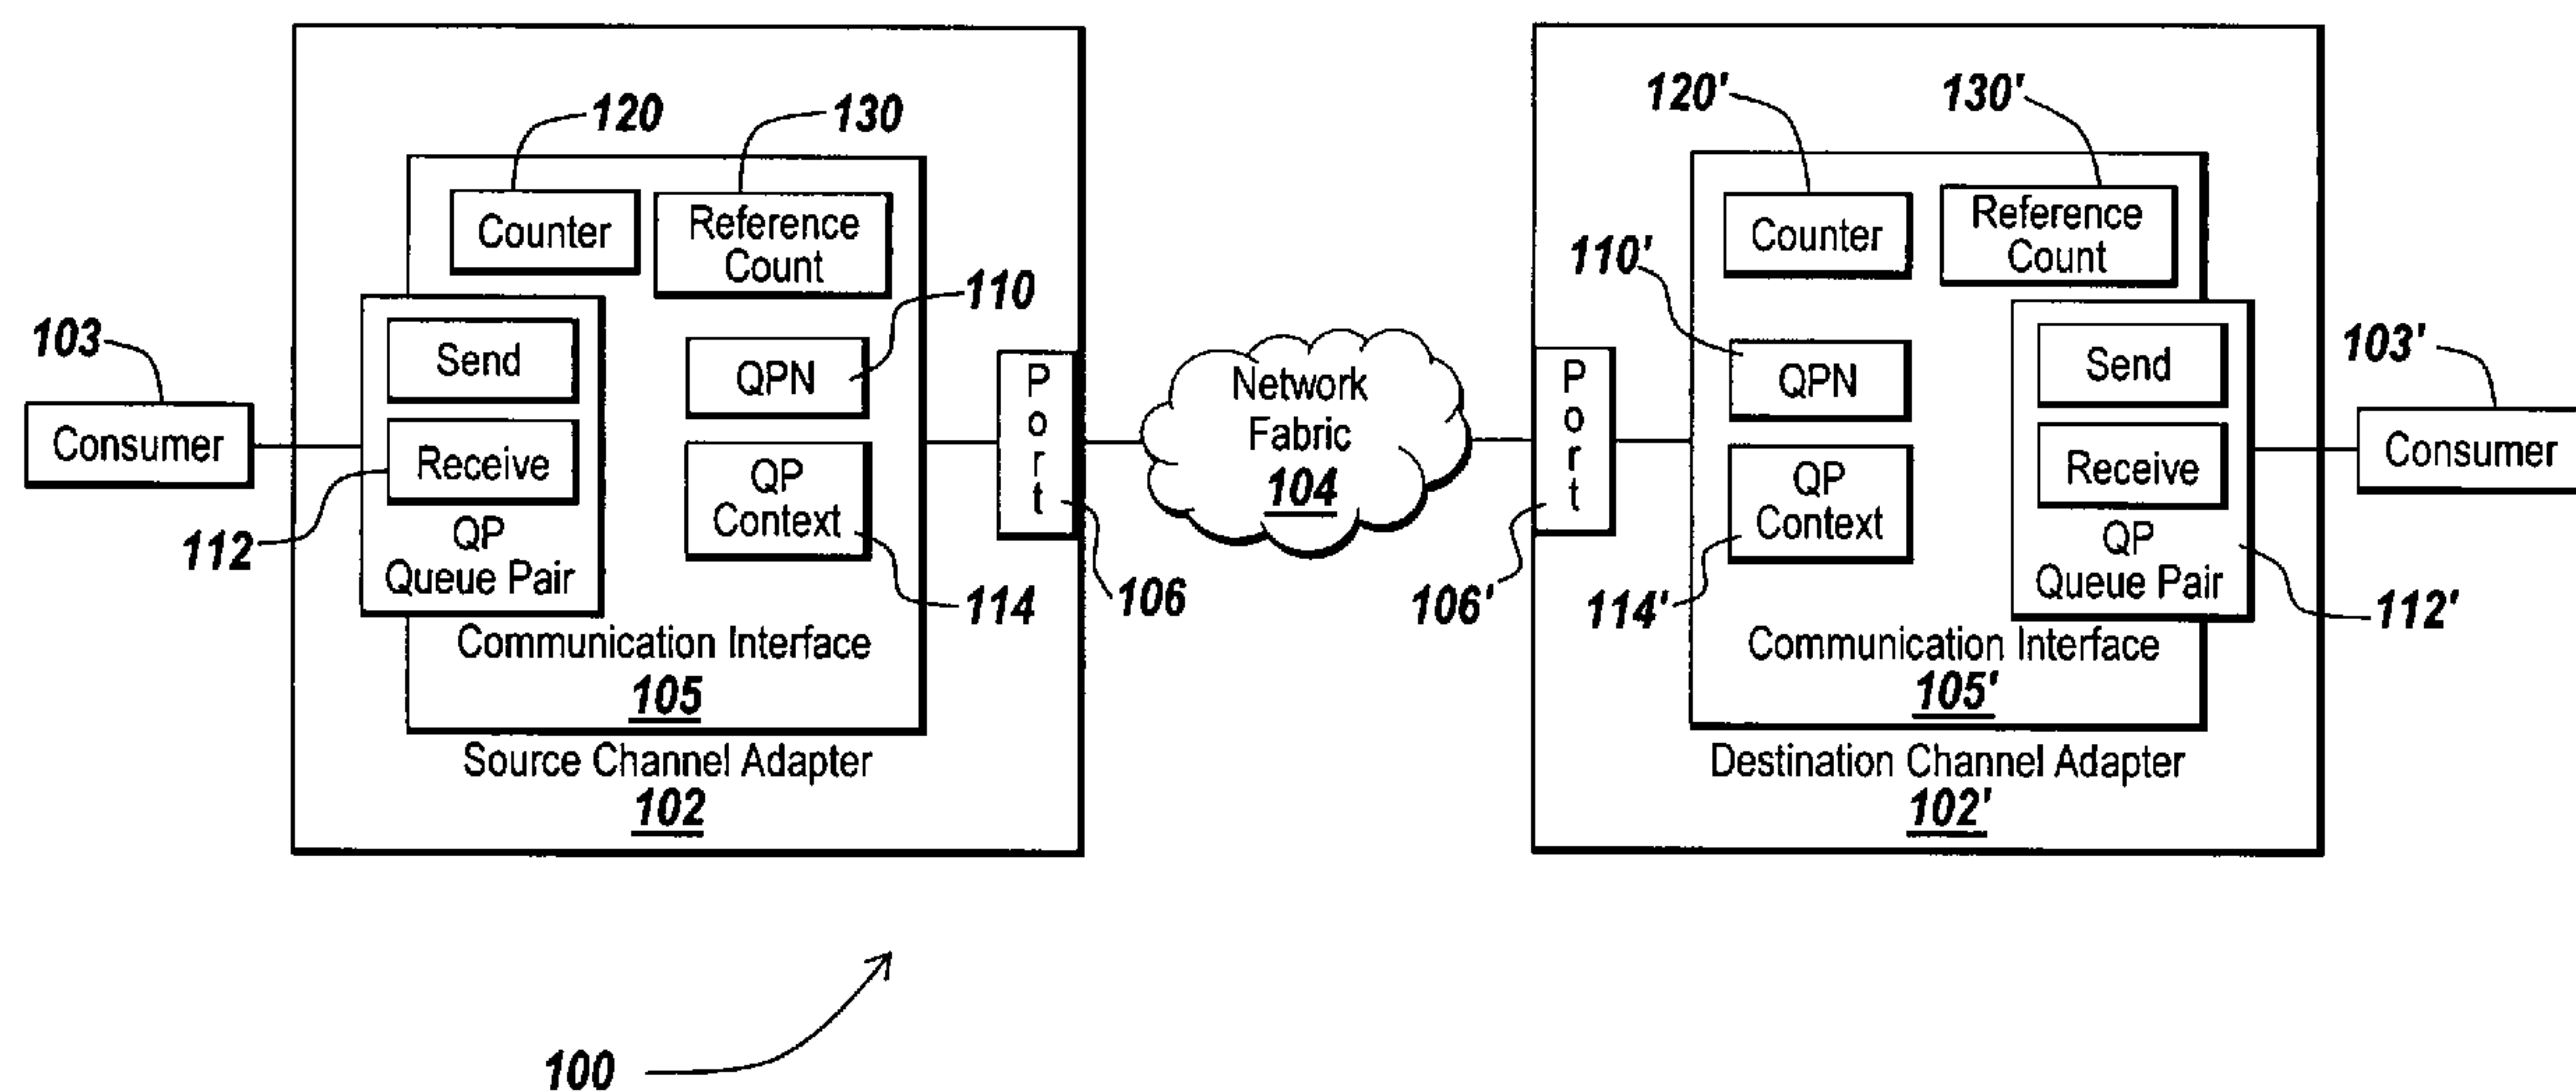 120
130
120'
130'
Counter
Reference
Count
Counter
Reference
Count
110
110'
103
Send
QPN
Port
Network
Fabric
104
Port
QPN
Send
103'
Consumer
Receive
QP
Context
QP
Context
Receive
Consumer
112
QP
Queue Pair
114
106
106'
114'
QP
Queue Pair
112'
Communication Interface
105
Communication Interface
105'
Source Channel Adapter
102
Destination Channel Adapter
102'
100